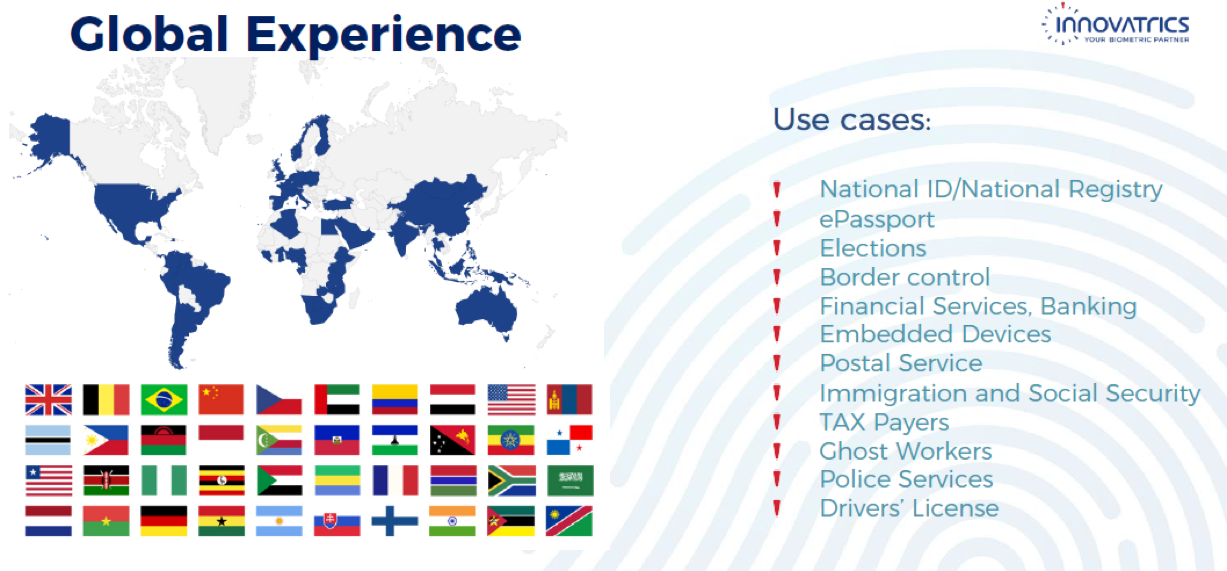 Global Experience
INNOVATRICS
YOUR BIOMETRIC PARTNER
Use cases:
National ID/National Registry
ePassport
Elections
Border control
Financial Services, Banking
Embedded Devices
Postal Service
Immigration and Social Security
TAX Payers
Ghost Workers
Police Services
Drivers' License